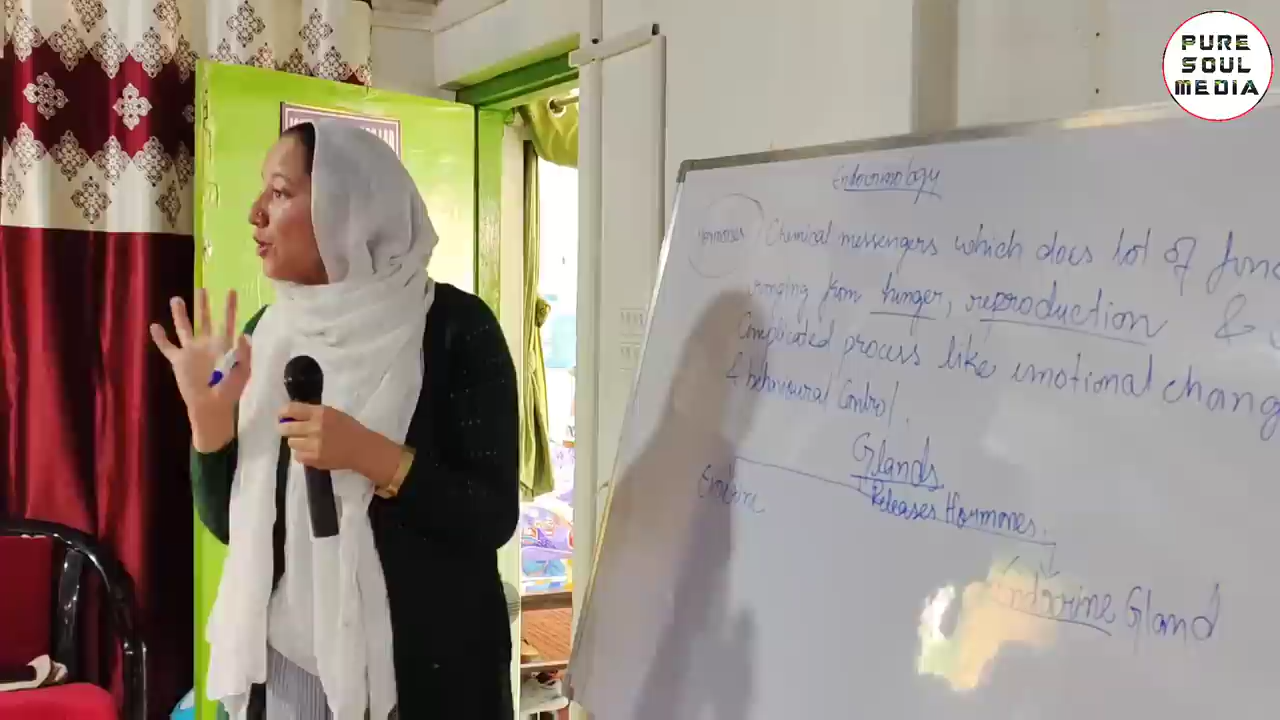 PURE
SOUL
MEDIA
Endocrinology
Hormones Chemical messengers which does lot of func
ranging from hunger, reproduction &
Complicated process like emotional chang
& behavioural Control.
Glands
Releases Hormones.
Endocrine Gland